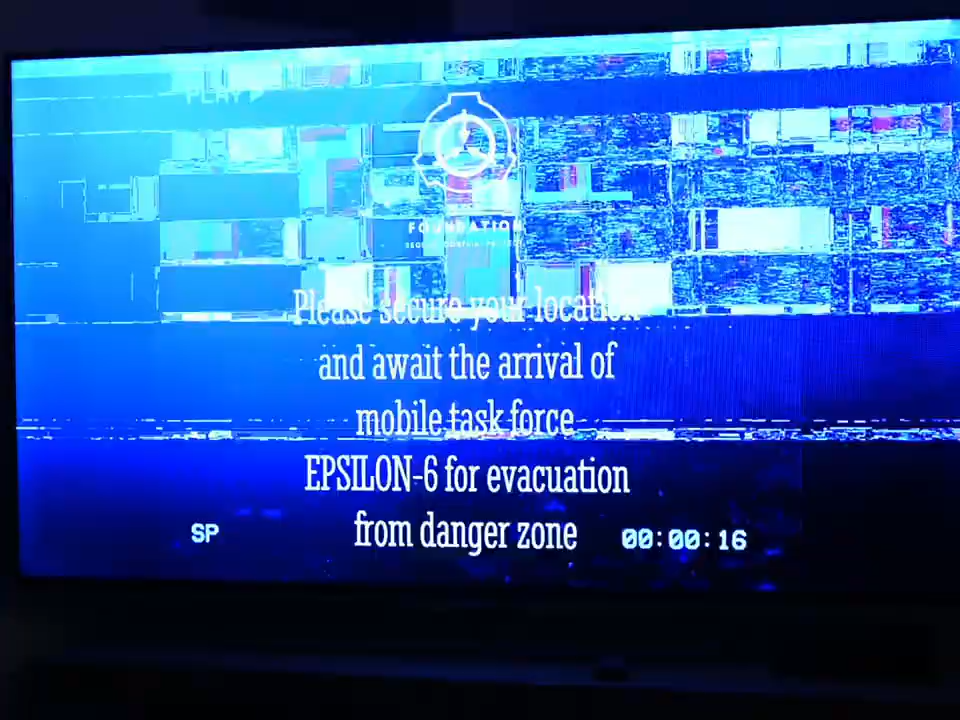 PLAY
FOUNDATION
Please secure your location
and await the arrival of
mobile task force
EPSILON-6 for evacuation
from danger zone
SP
00:00:16